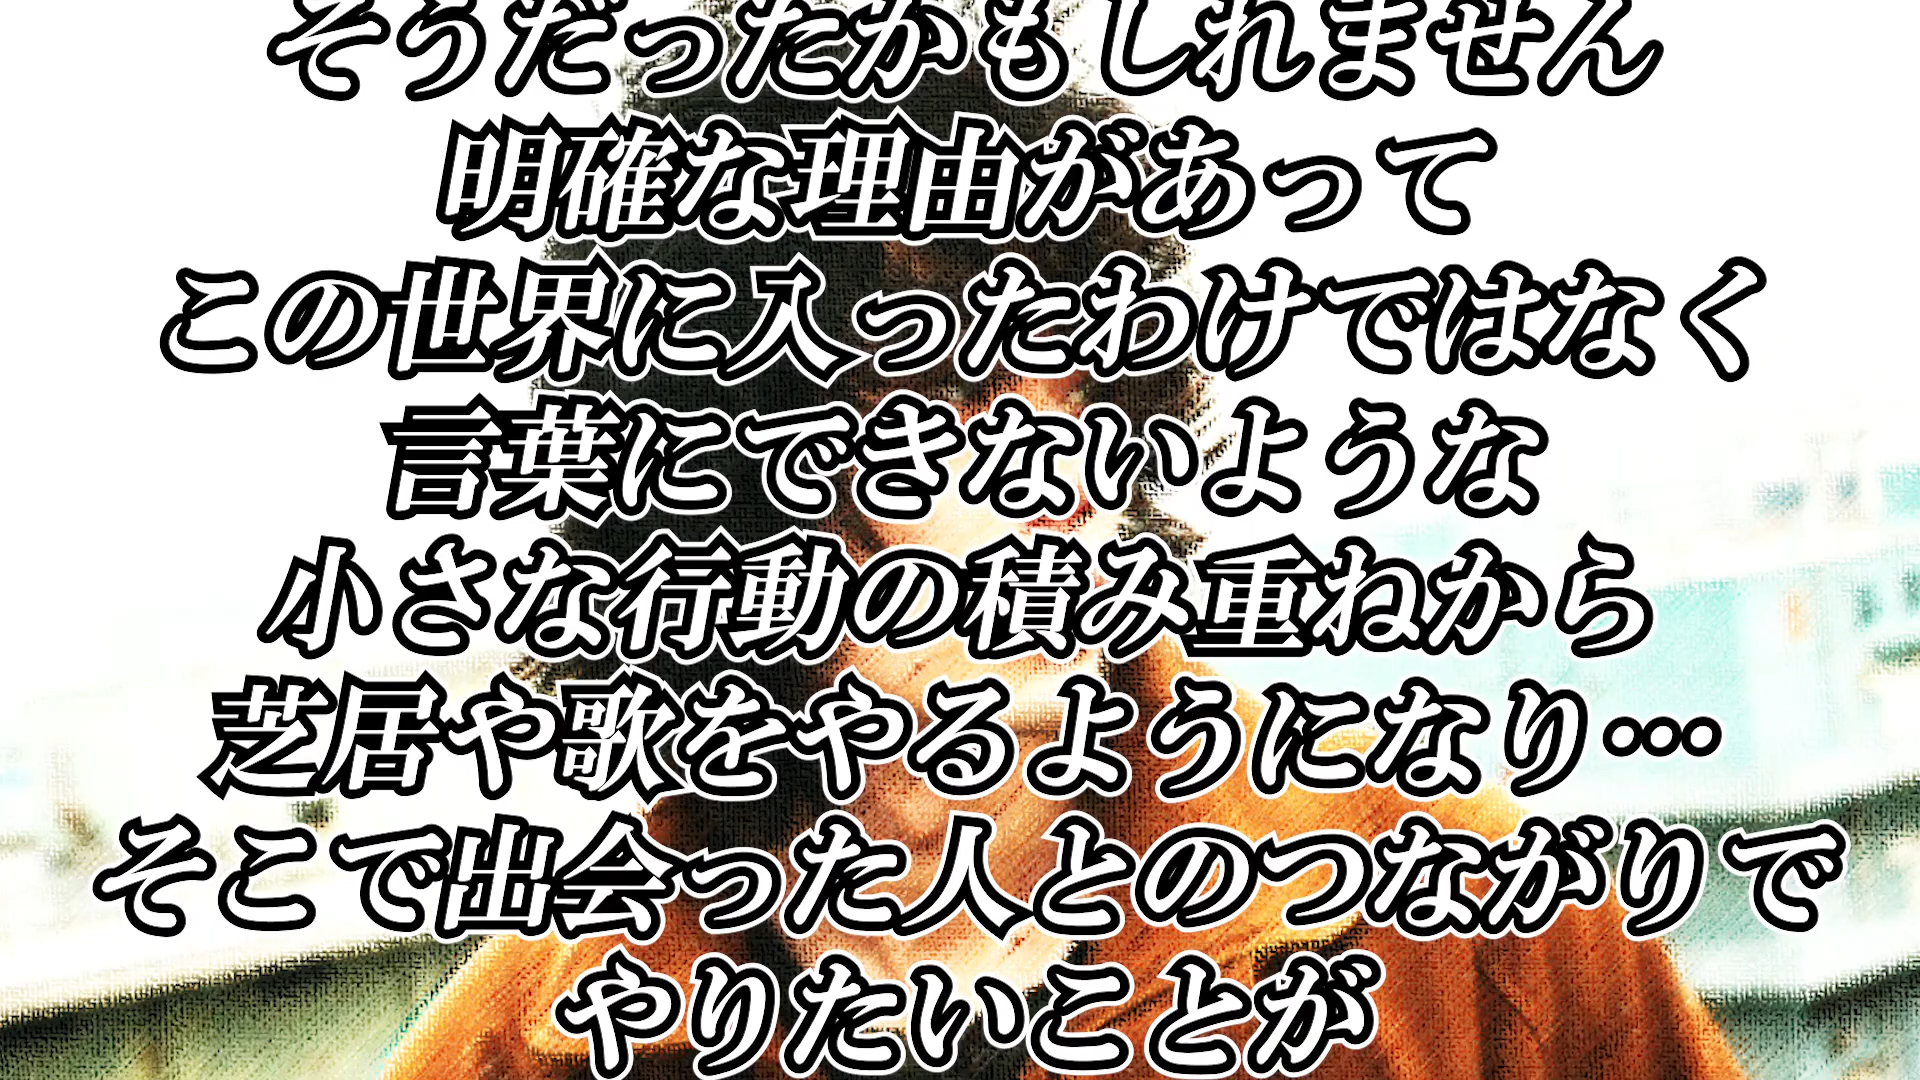 そうだったかもしれません
明確な理由があって
この世界に入ったわけではなく
言葉にできないような
小さな行動の積み重ねから
芝居や歌をやるようになり…
そこで出会った人とのつながりで
やりたいことが